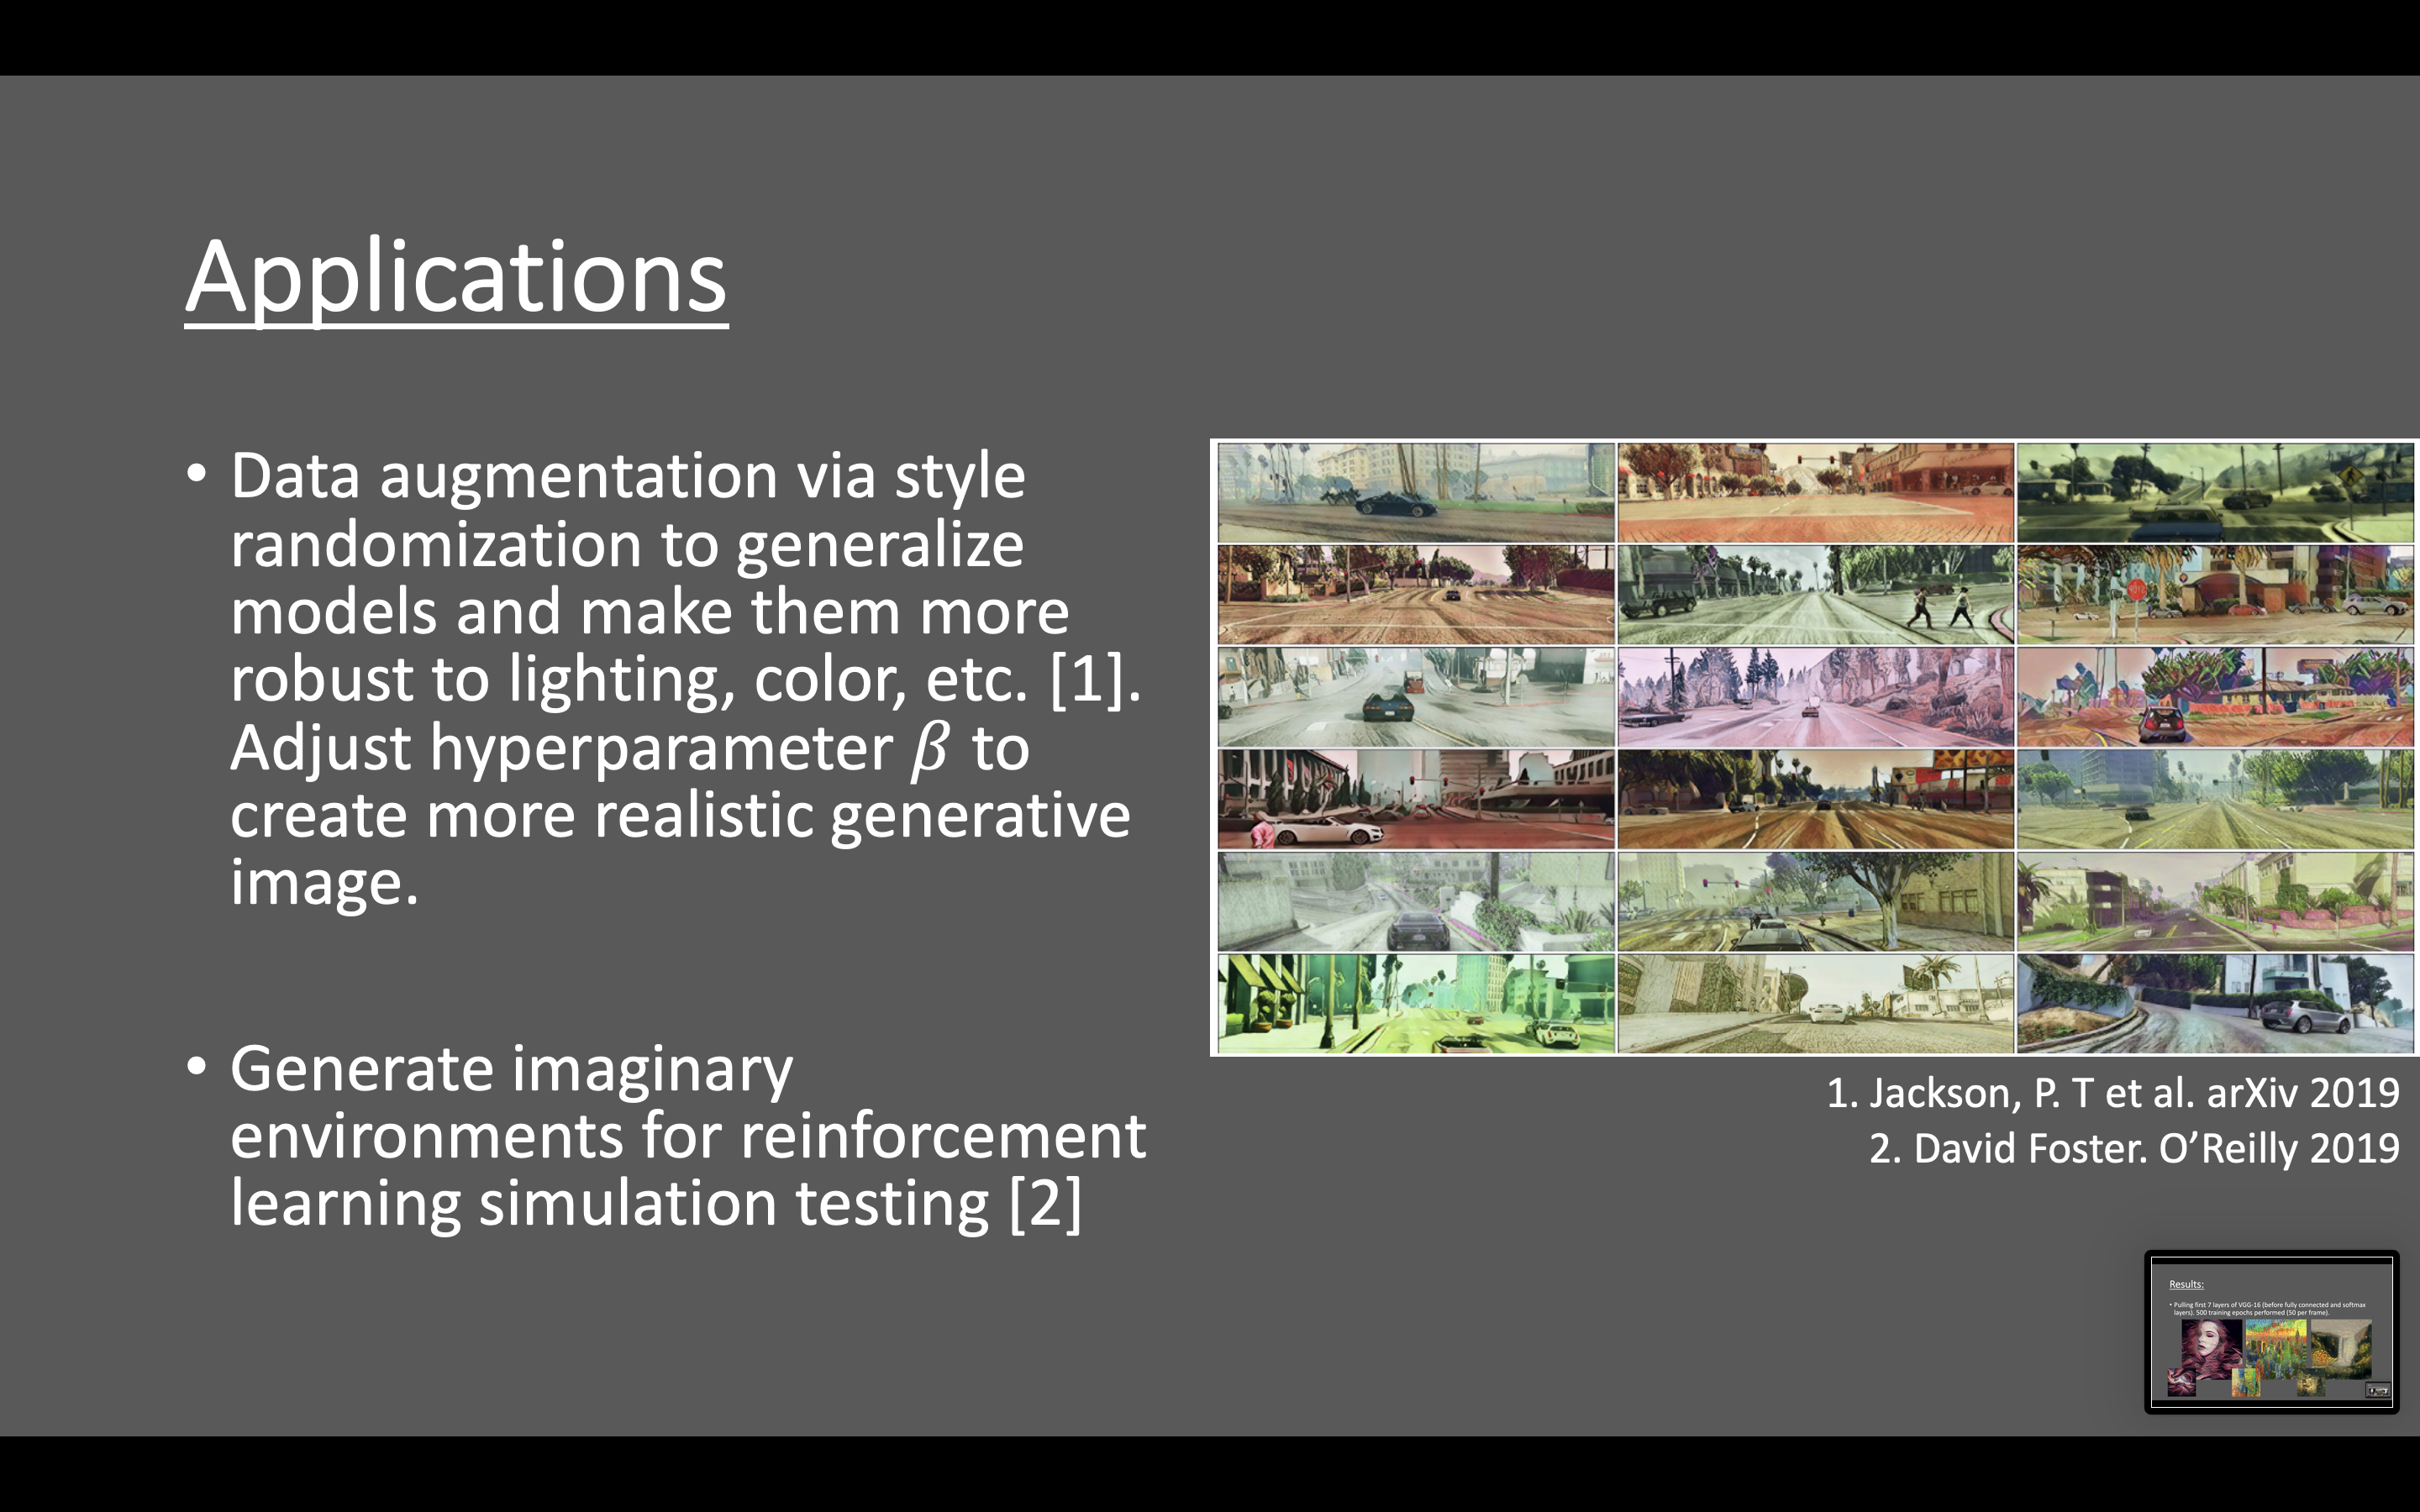 Applications
• Data augmentation via style
randomization to generalize
models and make them more
robust to lighting, color, etc. [1].
Adjust hyperparameter β to
create more realistic generative
image.
• Generate imaginary
environments for reinforcement
learning simulation testing [2]
1. Jackson, P. T et al. arXiv 2019
2. David Foster. O’Reilly 2019
Results:
• Pulling first 7 layers of VGG-16 (before fully connected and softmax
layers). 500 training epochs performed (50 per frame).